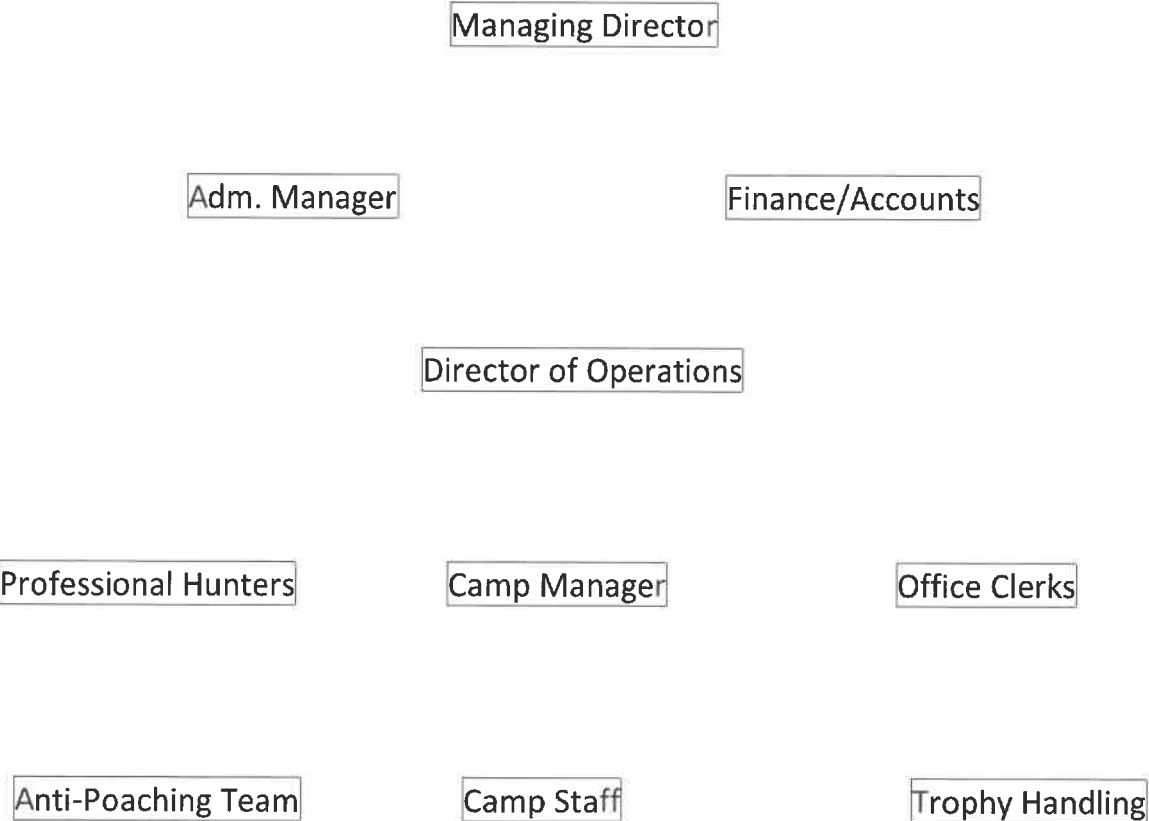 Managing Director
Adm. Manager
Finance/Accounts
Director of Operations
Professional Hunters
Camp Manager
Office Clerks
Anti-Poaching Team
Camp Staff
Trophy Handling